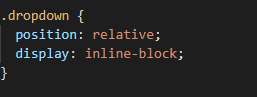 .dropdown {
  position: relative;
  display: inline-block;
}